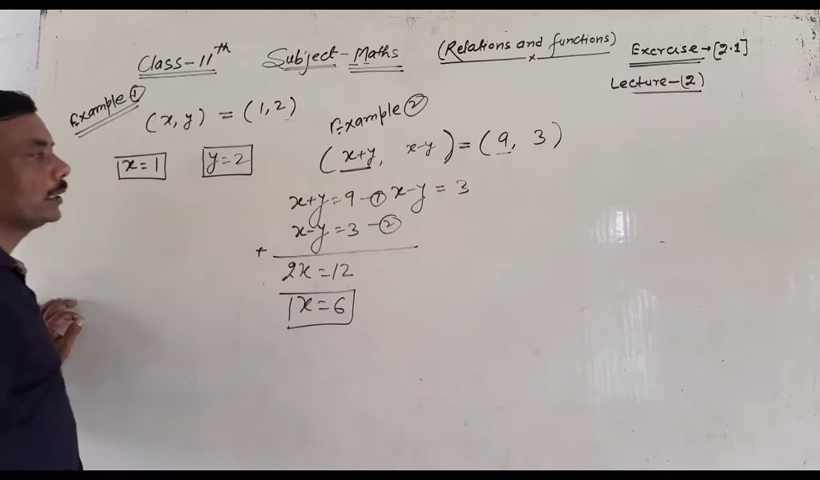 Class-11th Subject-Maths (Relations and functions) Exercise→[2.1]
Lecture-(2)
Example ①
(x, y) = (1, 2)
x=1 y=2
Example ②
(x+y, x-y) = (9, 3)
x+y=9 -① x-y = 3
x-y=3 -②
+
2x=12
x=6